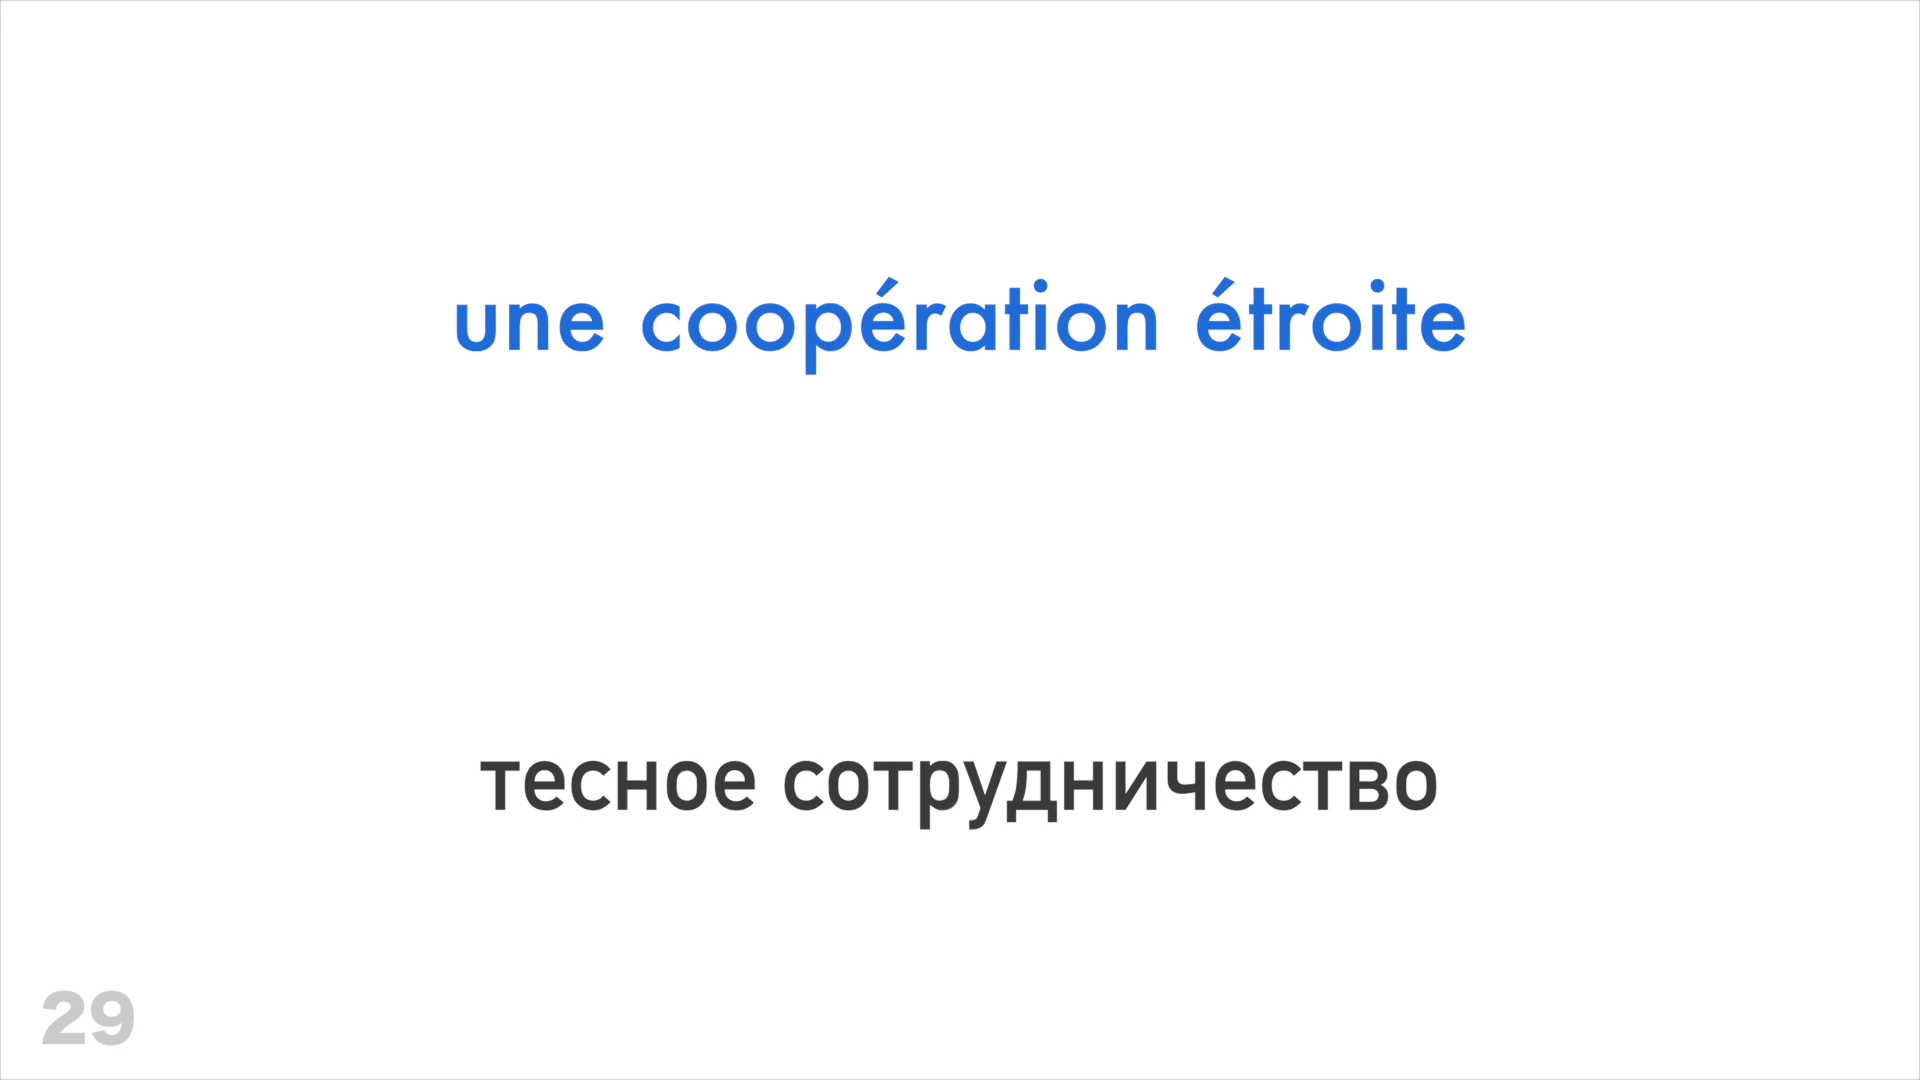 une coopération étroite
тесное сотрудничество
29